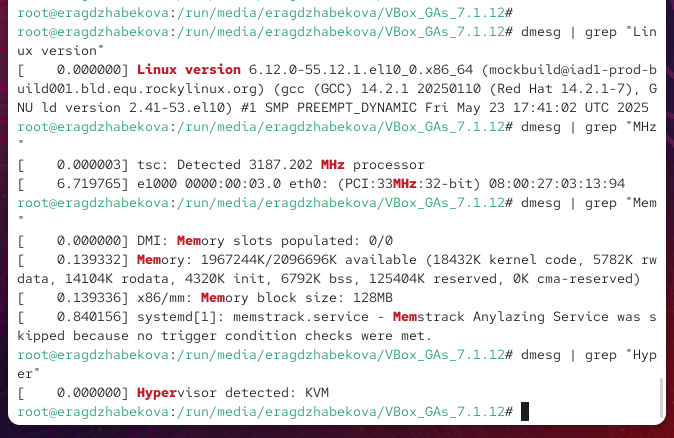 root@eragdzhabekova:/run/media/eragdzhabekova/VBox_GAs_7.1.12#
root@eragdzhabekova:/run/media/eragdzhabekova/VBox_GAs_7.1.12# dmesg | grep "Lin
ux version"
[    0.000000] Linux version 6.12.0-55.12.1.el10_0.x86_64 (mockbuild@iad1-prod-b
uild001.bld.equ.rockylinux.org) (gcc (GCC) 14.2.1 20250110 (Red Hat 14.2.1-7), G
NU ld version 2.41-53.el10) #1 SMP PREEMPT_DYNAMIC Fri May 23 17:41:02 UTC 2025
root@eragdzhabekova:/run/media/eragdzhabekova/VBox_GAs_7.1.12# dmesg | grep "MHz
"
[    0.000003] tsc: Detected 3187.202 MHz processor
[    6.719765] e1000 0000:00:03.0 eth0: (PCI:33MHz:32-bit) 08:00:27:03:13:94
root@eragdzhabekova:/run/media/eragdzhabekova/VBox_GAs_7.1.12# dmesg | grep "Mem
"
[    0.000000] DMI: Memory slots populated: 0/0
[    0.139332] Memory: 1967244K/2096696K available (18432K kernel code, 5782K rw
data, 14104K rodata, 4320K init, 6792K bss, 125404K reserved, 0K cma-reserved)
[    0.139336] x86/mm: Memory block size: 128MB
[    0.840156] systemd[1]: memstrack.service - Memstrack Anylazing Service was s
kipped because no trigger condition checks were met.
root@eragdzhabekova:/run/media/eragdzhabekova/VBox_GAs_7.1.12# dmesg | grep "Hyp
er"
[    0.000000] Hypervisor detected: KVM
root@eragdzhabekova:/run/media/eragdzhabekova/VBox_GAs_7.1.12#